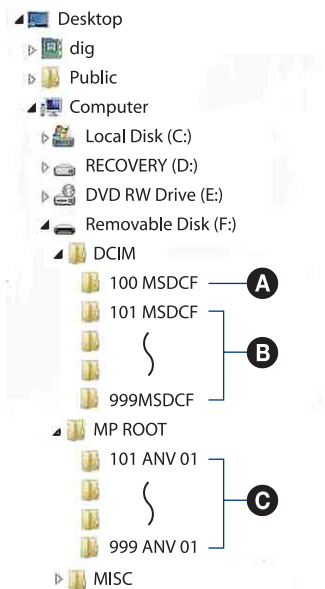 Desktop
dig
Public
Computer
Local Disk (C:)
RECOVERY (D:)
DVD RW Drive (E:)
Removable Disk (F:)
DCIM
100 MSDCF A
101 MSDCF
B
999MSDCF
MP ROOT
101 ANV 01
C
999 ANV 01
MISC